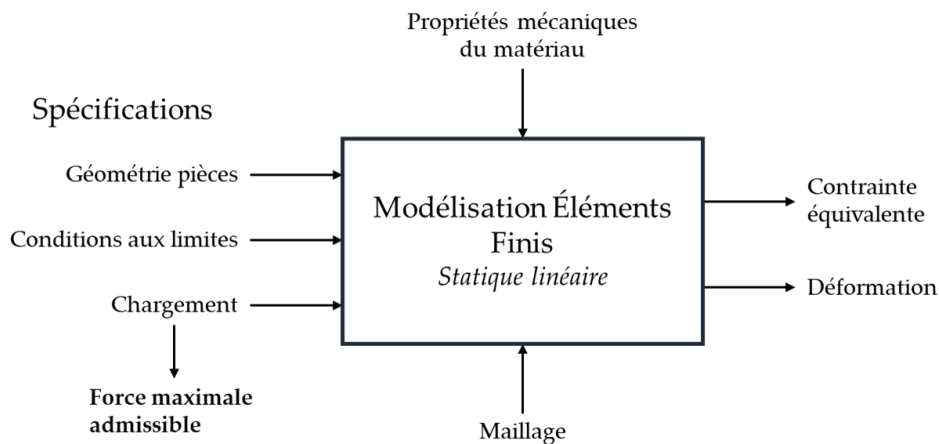 Propriétés mécaniques
du matériau
Spécifications
Géométrie pièces
Conditions aux limites
Chargement
Force maximale
admissible
Modélisation Éléments
Finis
Statique linéaire
Contrainte
équivalente
Déformation
Maillage